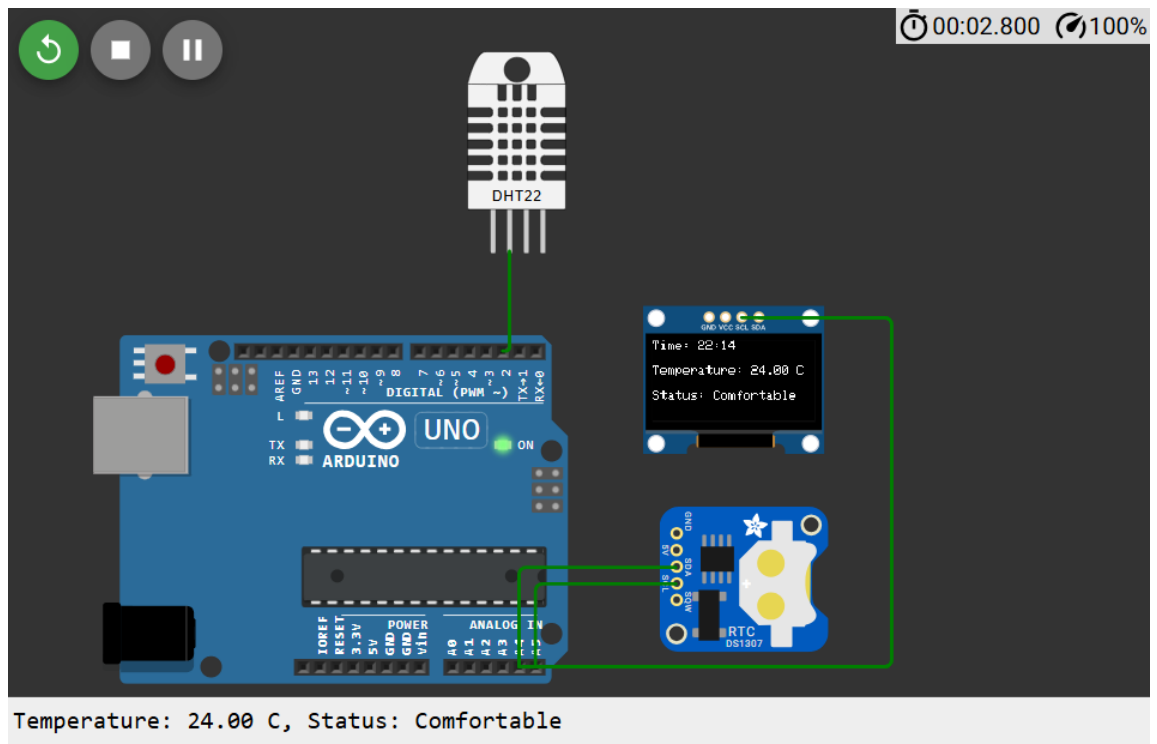 00:02.800 100%
DHT22
GND VCC SCL SDA
Time: 22:14
Temperature: 24.00 C
Status: Comfortable
AREF
GND
13
12
~11
~10
~9
8
7
~6
~5
4
~3
2
TX→1
RX←0
DIGITAL (PWM ~)
L
TX
RX
ARDUINO
UNO
ON
GND
5V
SDA
SCL
SQW
RTC
DS1307
POWER
ANALOG IN
IOREF
RESET
3.3V
5V
GND
GND
Vin
A0
A1
A2
A3
A4
A5
Temperature: 24.00 C, Status: Comfortable